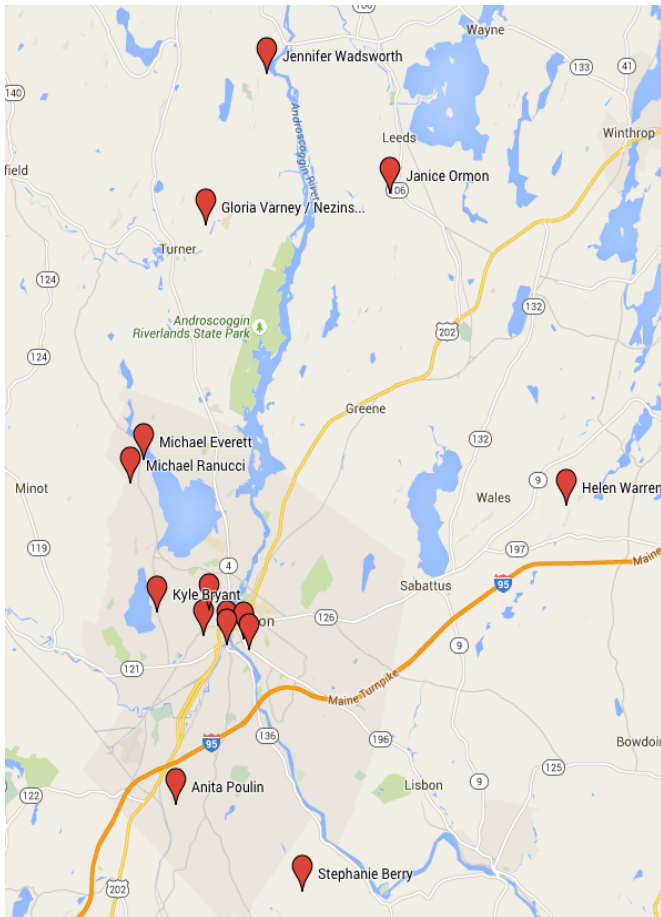 106
Wayne
Jennifer Wadsworth
133
41
140
Androscoggin River
Leeds
Winthrop
Janice Ormon
106
field
Gloria Varney / Nezins...
Turner
124
132
Androscoggin
Riverlands State Park
202
124
Greene
132
Michael Everett
Michael Ranucci
9
Minot
Wales
Helen Warren
119
197
Maine
4
95
Sabattus
Kyle Bryant
126
on
9
121
Maine Turnpike
136
95
196
Bowdoin
125
Lisbon
9
Anita Poulin
122
Stephanie Berry
202